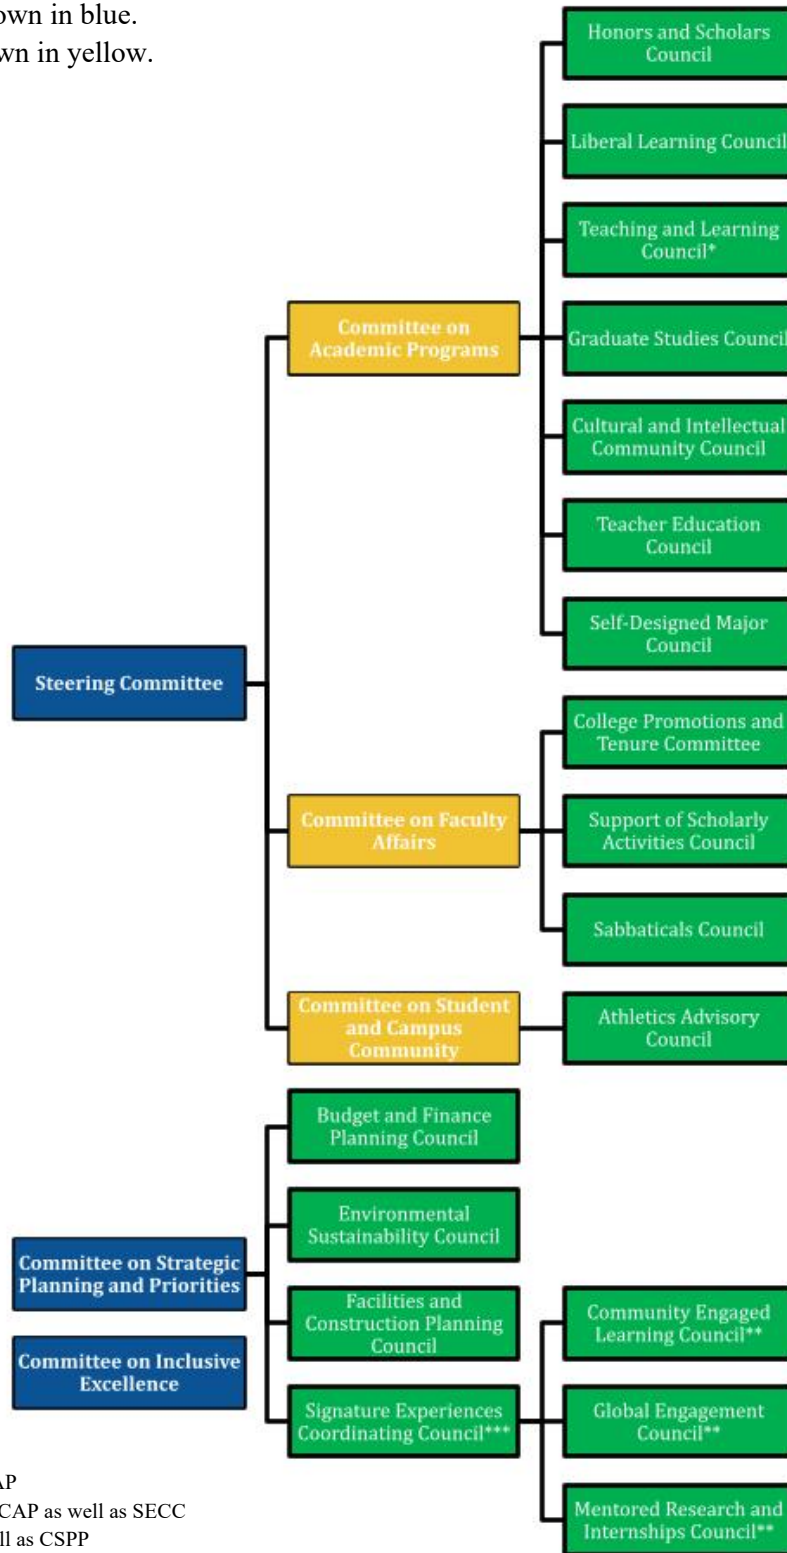 own in blue.
wn in yellow.
Honors and Scholars
Council
Liberal Learning Council
Teaching and Learning
Council*
Committee on
Academic Programs
Graduate Studies Council
Cultural and Intellectual
Community Council
Teacher Education
Council
Self-Designed Major
Council
Steering Committee
College Promotions and
Tenure Committee
Committee on Faculty
Affairs
Support of Scholarly
Activities Council
Sabbaticals Council
Committee on Student
and Campus
Community
Athletics Advisory
Council
Budget and Finance
Planning Council
Environmental
Sustainability Council
Committee on Strategic
Planning and Priorities
Facilities and
Construction Planning
Council
Community Engaged
Learning Council**
Committee on Inclusive
Excellence
Signature Experiences
Coordinating Council***
Global Engagement
Council**
Mentored Research and
Internships Council**
AP
CAP as well as SECC
ll as CSPP